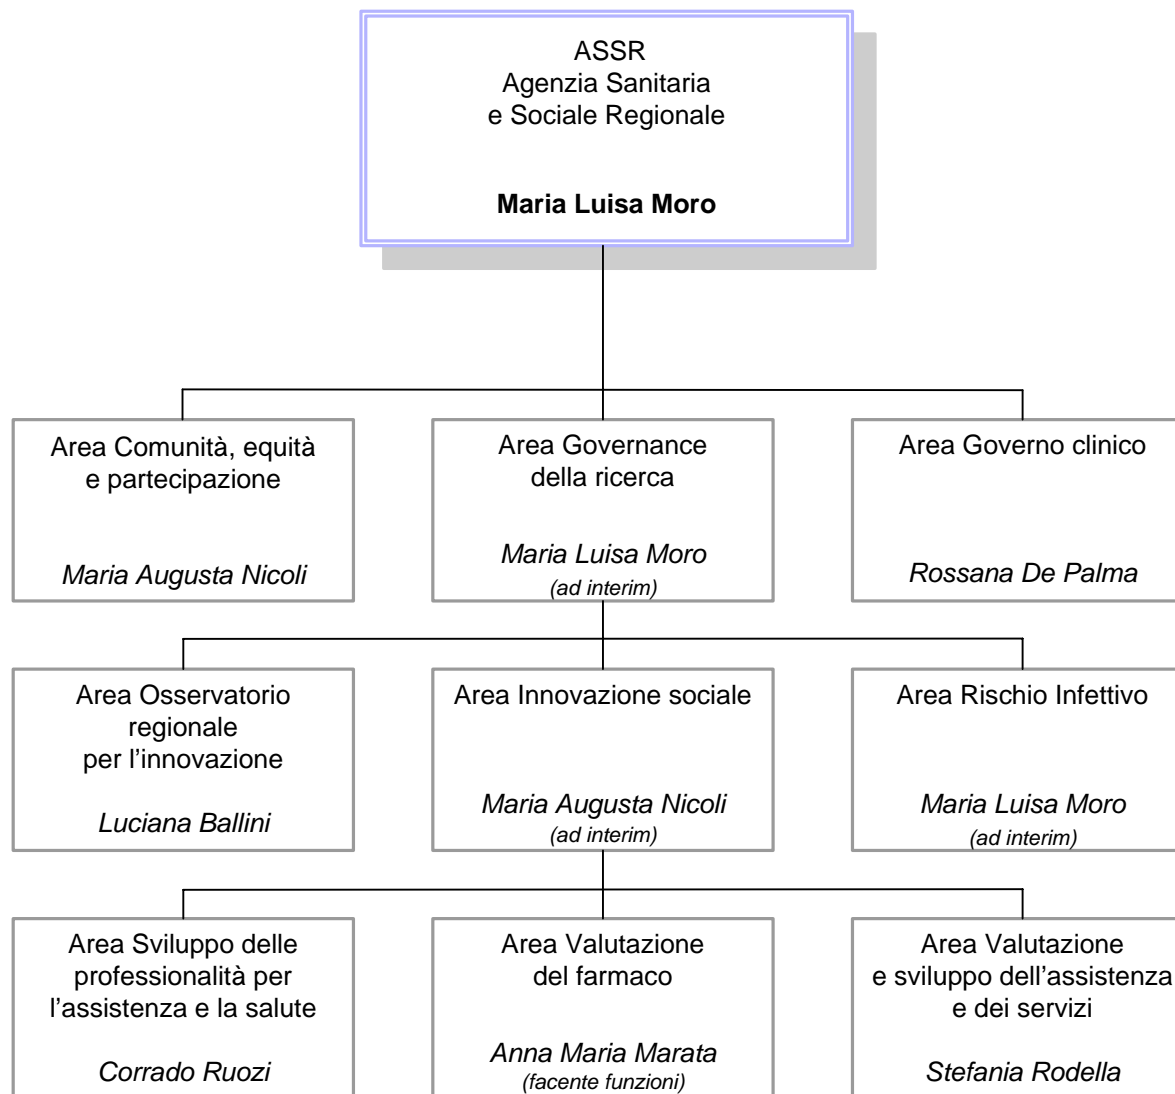 ASSR
Agenzia Sanitaria
e Sociale Regionale
Maria Luisa Moro
Area Comunità, equità
e partecipazione
Maria Augusta Nicoli
Area Governance
della ricerca
Maria Luisa Moro
(ad interim)
Area Governo clinico
Rossana De Palma
Area Osservatorio
regionale
per l’innovazione
Luciana Ballini
Area Innovazione sociale
Maria Augusta Nicoli
(ad interim)
Area Rischio Infettivo
Maria Luisa Moro
(ad interim)
Area Sviluppo delle
professionalità per
l’assistenza e la salute
Corrado Ruozi
Area Valutazione
del farmaco
Anna Maria Marata
(facente funzioni)
Area Valutazione
e sviluppo dell’assistenza
e dei servizi
Stefania Rodella